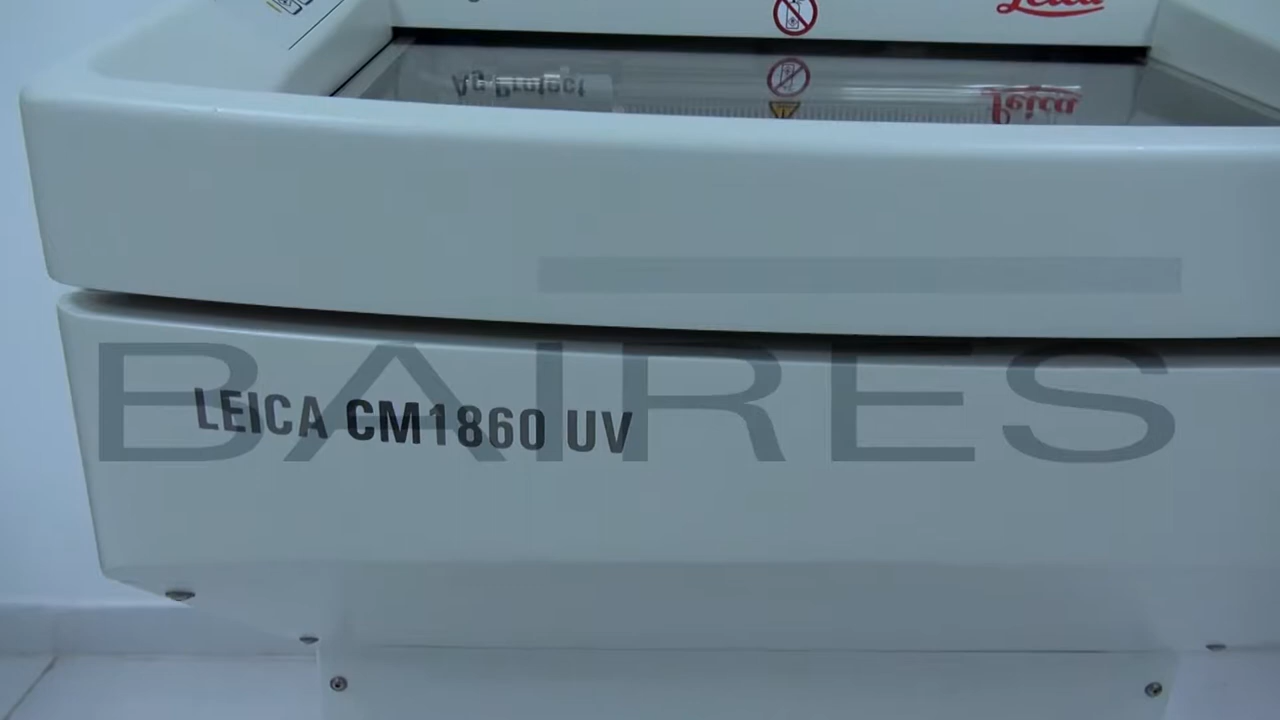 Leica
Ag Protect
Leica
BAIRES
LEICA CM1860 UV